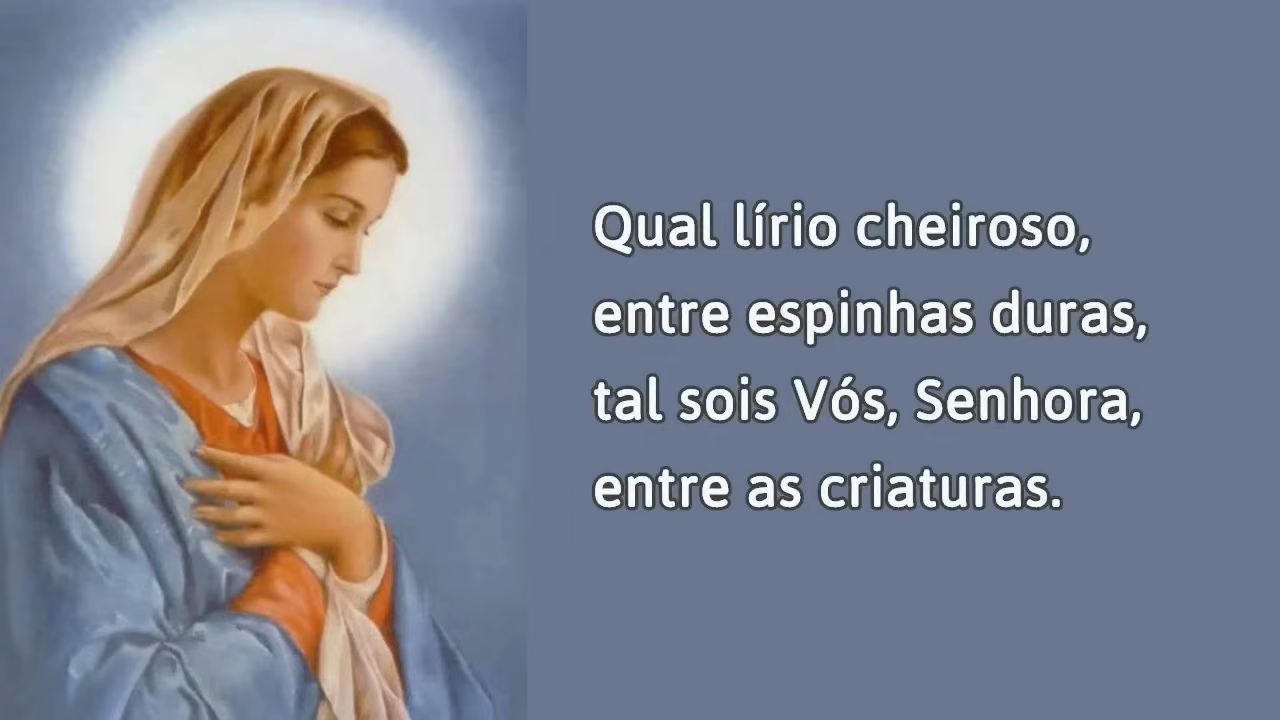 Qual lírio cheiroso,
entre espinhas duras,
tal sois Vós, Senhora,
entre as criaturas.